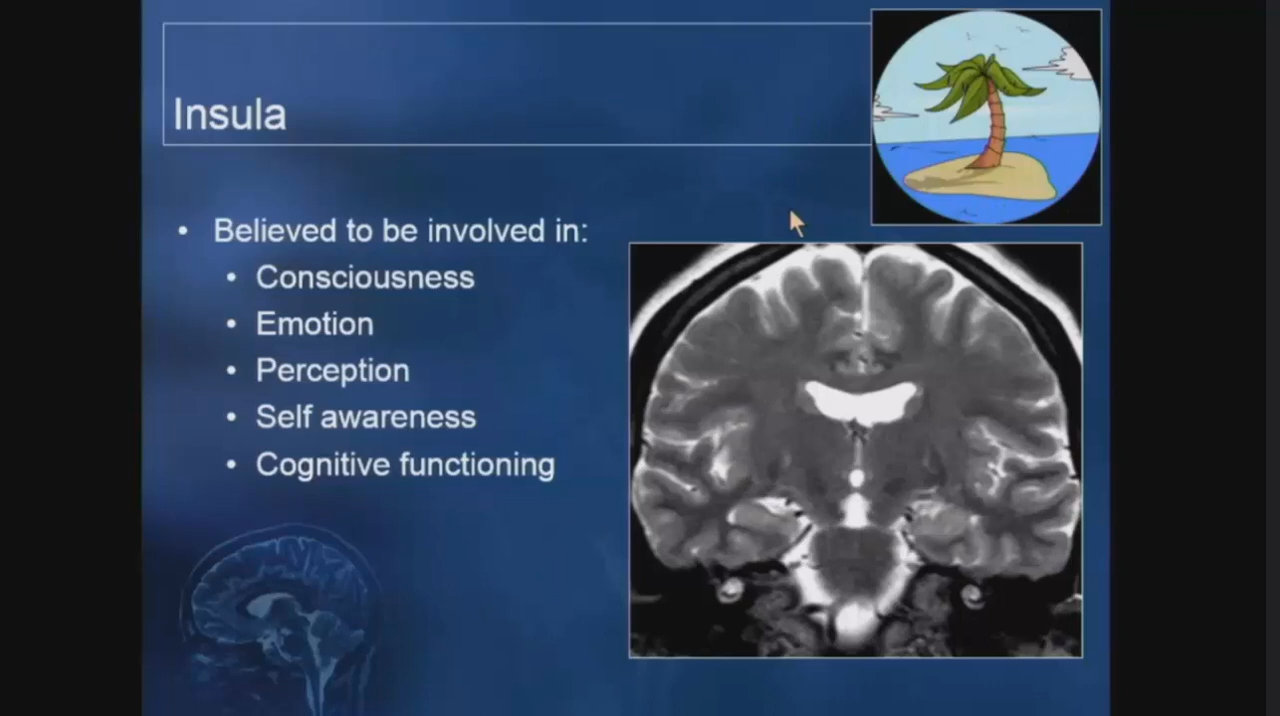 Insula
• Believed to be involved in:
• Consciousness
• Emotion
• Perception
• Self awareness
• Cognitive functioning